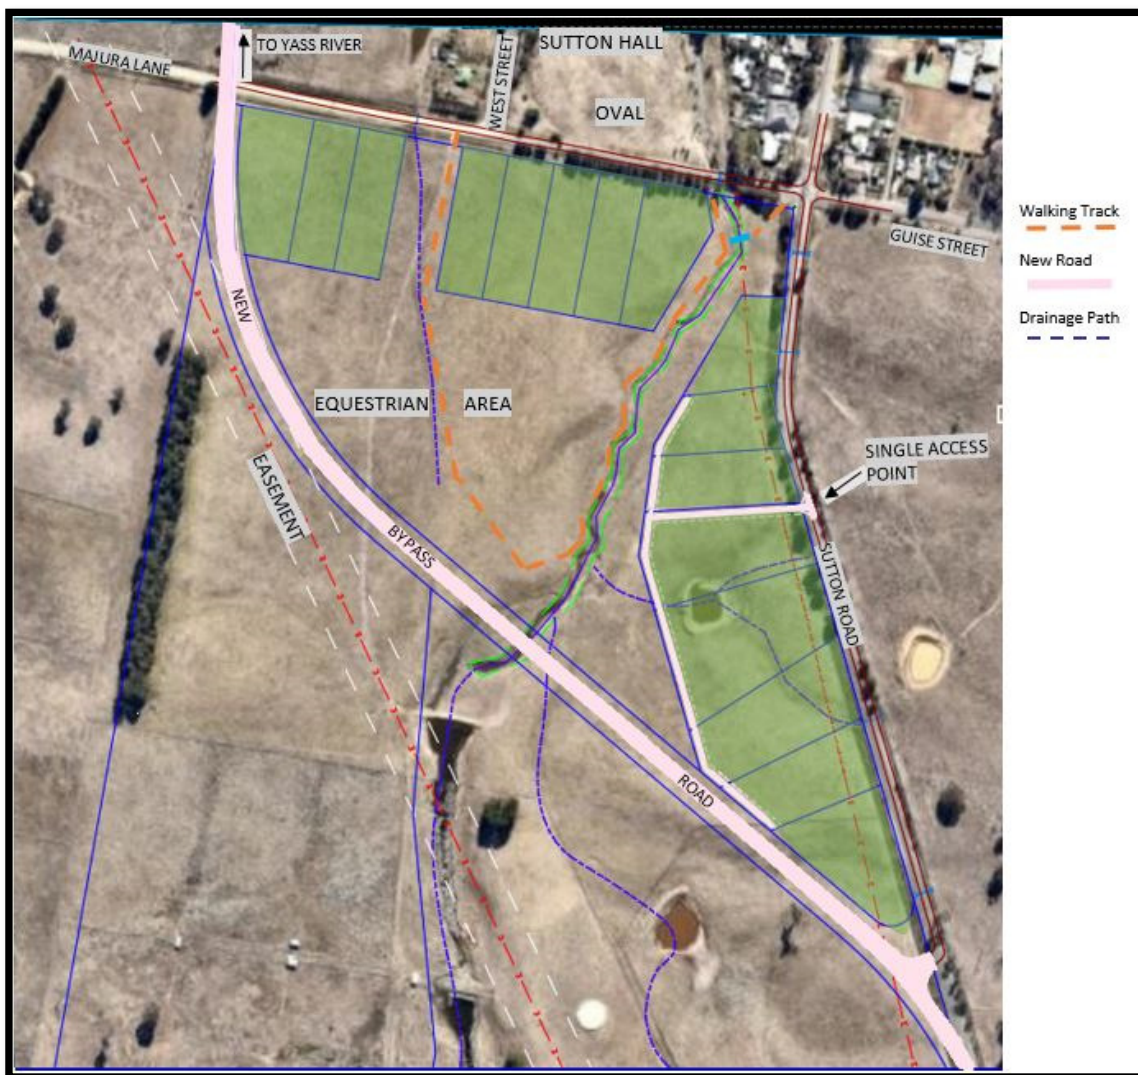 SUTTON HALL
TO YASS RIVER
MAJURA LANE
WEST STREET
OVAL
Walking Track
GUISE STREET
New Road
NEW
Drainage Path
EQUESTRIAN AREA
SINGLE ACCESS
POINT
EASEMENT
BYPASS
SUTTON ROAD
ROAD